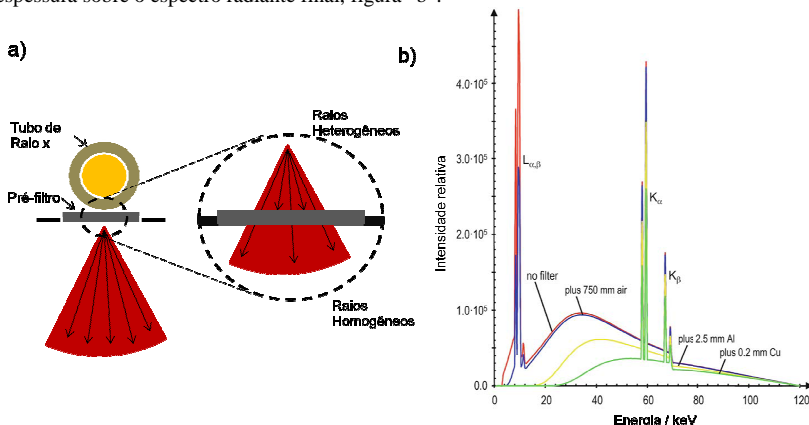 espessura sobre o espectro radiante final, figura "b".
a)
Tubo de
Raio x
Pré-filtro
Raios
Heterogêneos
Raios
Homogêneos
b)
Intensidade relativa
4.0·10⁵
3.0·10⁵
2.0·10⁵
1.0·10⁵
0.0
Lα,β
Kα
Kβ
no filter
plus 750 mm air
plus 2.5 mm Al
plus 0.2 mm Cu
0 20 40 60 80 100 120
Energia / keV